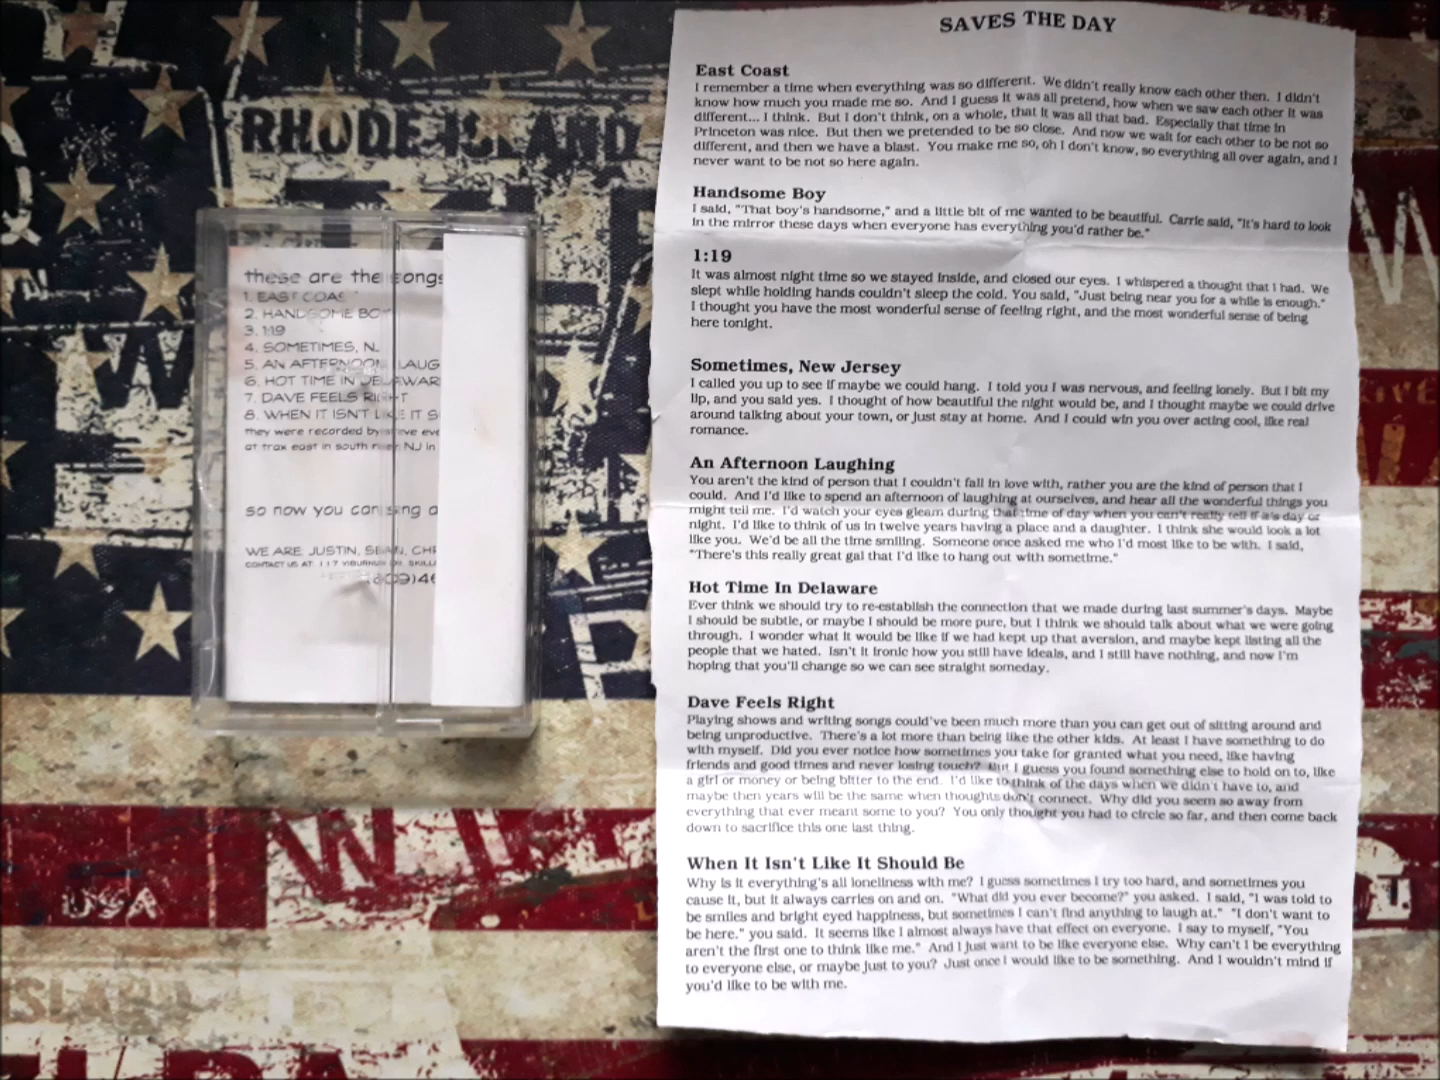 RHODE ISLAND
these are the songs
1. EAST COAS
2. HANDSOME BOY
3. 1:19
4. SOMETIMES, NJ
5. AN AFTERNOON LAUG
6. HOT TIME IN DELAWAR
7. DAVE FEELS RIGHT
8. WHEN IT ISNT LIKE IT S
they were recorded by steve eve
at trax east in south river NJ in
so now you can sing a
WE ARE JUSTIN, SEAN, CHR
CONTACT US AT: 117 VIBURNUM DR. SKILL
609)46
USA
SAVES THE DAY
East Coast
I remember a time when everything was so different. We didn't really know each other then. I didn't
know how much you made me so. And I guess it was all pretend, how when we saw each other it was
different... I think. But I don't think, on a whole, that it was all that bad. Especially that time in
Princeton was nice. But then we pretended to be so close. And now we wait for each other to be not so
different, and then we have a blast. You make me so, oh I don't know, so everything all over again, and I
never want to be not so here again.
Handsome Boy
I said, "That boy's handsome," and a little bit of me wanted to be beautiful. Carrie said, "It's hard to look
in the mirror these days when everyone has everything you'd rather be."
1:19
It was almost night time so we stayed inside, and closed our eyes. I whispered a thought that I had. We
slept while holding hands couldn't sleep the cold. You said, "Just being near you for a while is enough."
I thought you have the most wonderful sense of feeling right, and the most wonderful sense of being
here tonight.
Sometimes, New Jersey
I called you up to see if maybe we could hang. I told you I was nervous, and feeling lonely. But I bit my
lip, and you said yes. I thought of how beautiful the night would be, and I thought maybe we could drive
around talking about your town, or just stay at home. And I could win you over acting cool, like real
romance.
An Afternoon Laughing
You aren't the kind of person that I couldn't fall in love with, rather you are the kind of person that I
could. And I'd like to spend an afternoon of laughing at ourselves, and hear all the wonderful things you
might tell me. I'd watch your eyes gleam during that time of day when you can't really tell if it's day or
night. I'd like to think of us in twelve years having a place and a daughter. I think she would look a lot
like you. We'd be all the time smiling. Someone once asked me who I'd most like to be with. I said,
"There's this really great gal that I'd like to hang out with sometime."
Hot Time In Delaware
Ever think we should try to re-establish the connection that we made during last summer's days. Maybe
I should be subtle, or maybe I should be more pure, but I think we should talk about what we were going
through. I wonder what it would be like if we had kept up that aversion, and maybe kept listing all the
people that we hated. Isn't it ironic how you still have ideals, and I still have nothing, and now I'm
hoping that you'll change so we can see straight someday.
Dave Feels Right
Playing shows and writing songs could've been much more than you can get out of sitting around and
being unproductive. There's a lot more than being like the other kids. At least I have something to do
with myself. Did you ever notice how sometimes you take for granted what you need, like having
friends and good times and never losing touch? But I guess you found something else to hold on to, like
a girl or money or being bitter to the end. I'd like to think of the days when we didn't have to, and
maybe then years will be the same when thoughts don't connect. Why did you seem so away from
everything that ever meant some to you? You only thought you had to circle so far, and then come back
down to sacrifice this one last thing.
When It Isn't Like It Should Be
Why is it everything's all loneliness with me? I guess sometimes I try too hard, and sometimes you
cause it, but it always carries on and on. "What did you ever become?" you asked. I said, "I was told to
be smiles and bright eyed happiness, but sometimes I can't find anything to laugh at." "I don't want to
be here." you said. It seems like I almost always have that effect on everyone. I say to myself, "You
aren't the first one to think like me." And I just want to be like everyone else. Why can't I be everything
to everyone else, or maybe just to you? Just once I would like to be something. And I wouldn't mind if
you'd like to be with me.